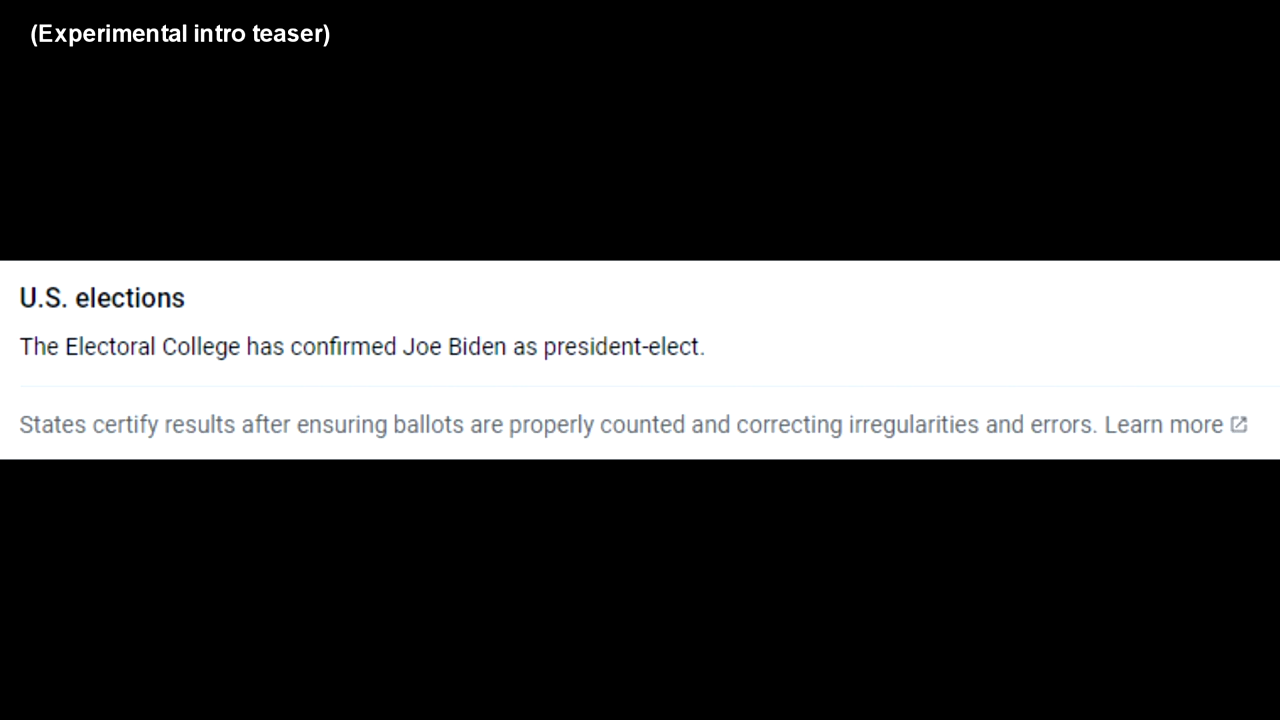 (Experimental intro teaser)
U.S. elections
The Electoral College has confirmed Joe Biden as president-elect.
States certify results after ensuring ballots are properly counted and correcting irregularities and errors. Learn more